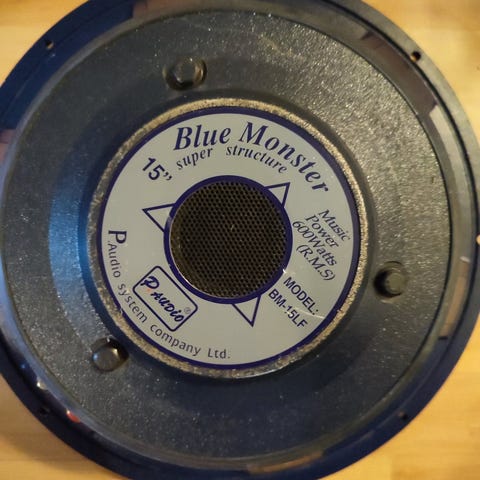 Blue Monster
super structure
15"
Music
Power
600Watts
(R.M.S)
MODEL:
BM-15LF
P.Audio
P Audio system company Ltd.